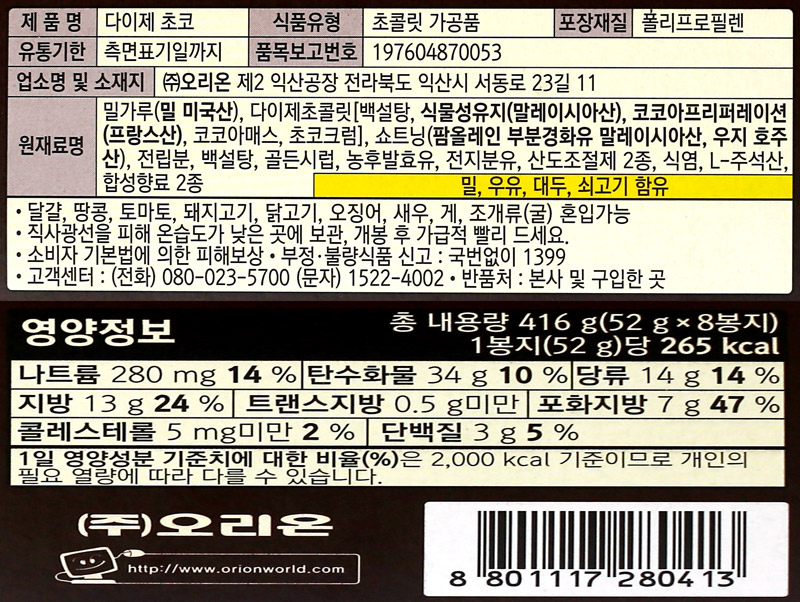 제 품 명 다이제 초코 식품유형 초콜릿 가공품 포장재질 폴리프로필렌
유통기한 측면표기일까지 품목보고번호 197604870053
업소명 및 소재지 ㈜오리온 제2 익산공장 전라북도 익산시 서동로 23길 11
원재료명 밀가루(밀 미국산), 다이제초콜릿[백설탕, 식물성유지(말레이시아산), 코코아프리퍼레이션
(프랑스산), 코코아매스, 초코크럼], 쇼트닝(팜올레인 부분경화유 말레이시아산, 우지 호주
산), 전립분, 백설탕, 골든시럽, 농후발효유, 전지분유, 산도조절제 2종, 식염, L-주석산,
합성향료 2종
밀, 우유, 대두, 쇠고기 함유
• 달걀, 땅콩, 토마토, 돼지고기, 닭고기, 오징어, 새우, 게, 조개류(굴) 혼입가능
• 직사광선을 피해 온습도가 낮은 곳에 보관, 개봉 후 가급적 빨리 드세요.
• 소비자 기본법에 의한 피해보상 • 부정·불량식품 신고 : 국번없이 1399
• 고객센터 : (전화) 080-023-5700 (문자) 1522-4002 • 반품처 : 본사 및 구입한 곳
영양정보 총 내용량 416 g(52 g × 8봉지)
1봉지(52 g)당 265 kcal
나트륨 280 mg 14 % 탄수화물 34 g 10 % 당류 14 g 14 %
지방 13 g 24 % 트랜스지방 0.5 g미만 포화지방 7 g 47 %
콜레스테롤 5 mg미만 2 % 단백질 3 g 5 %
1일 영양성분 기준치에 대한 비율(%)은 2,000 kcal 기준이므로 개인의
필요 열량에 따라 다를 수 있습니다.
(주)오리온
http://www.orionworld.com
8 801117 280413